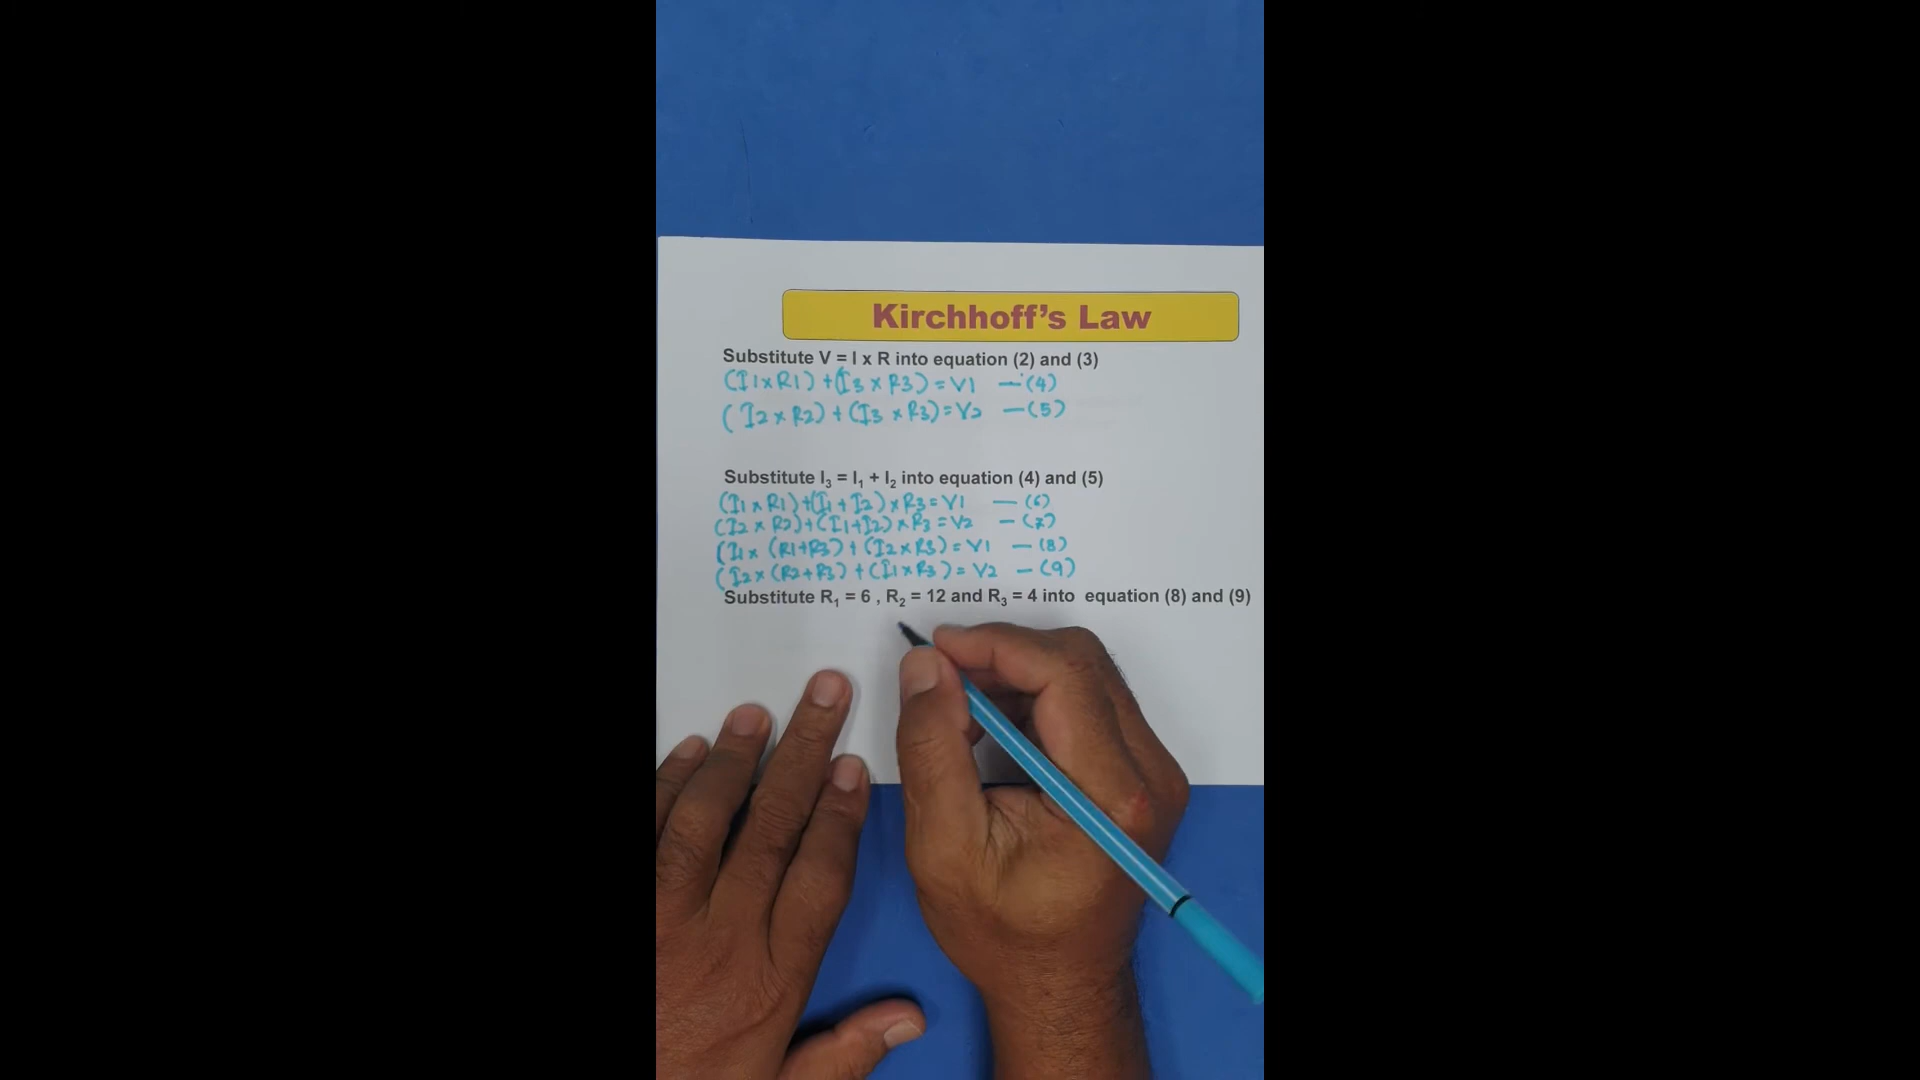 Kirchhoff's Law
Substitute V = I x R into equation (2) and (3)
(I1 x R1) + (I3 x R3) = V1 — (4)
(I2 x R2) + (I3 x R3) = V2 — (5)
Substitute I₃ = I₁ + I₂ into equation (4) and (5)
(I1 x R1) + (I1 + I2) x R3 = V1 — (6)
(I2 x R2) + (I1 + I2) x R3 = V2 — (7)
(I1 x (R1 + R3) + (I2 x R3) = V1 — (8)
(I2 x (R2 + R3) + (I1 x R3) = V2 — (9)
Substitute R₁ = 6 , R₂ = 12 and R₃ = 4 into equation (8) and (9)